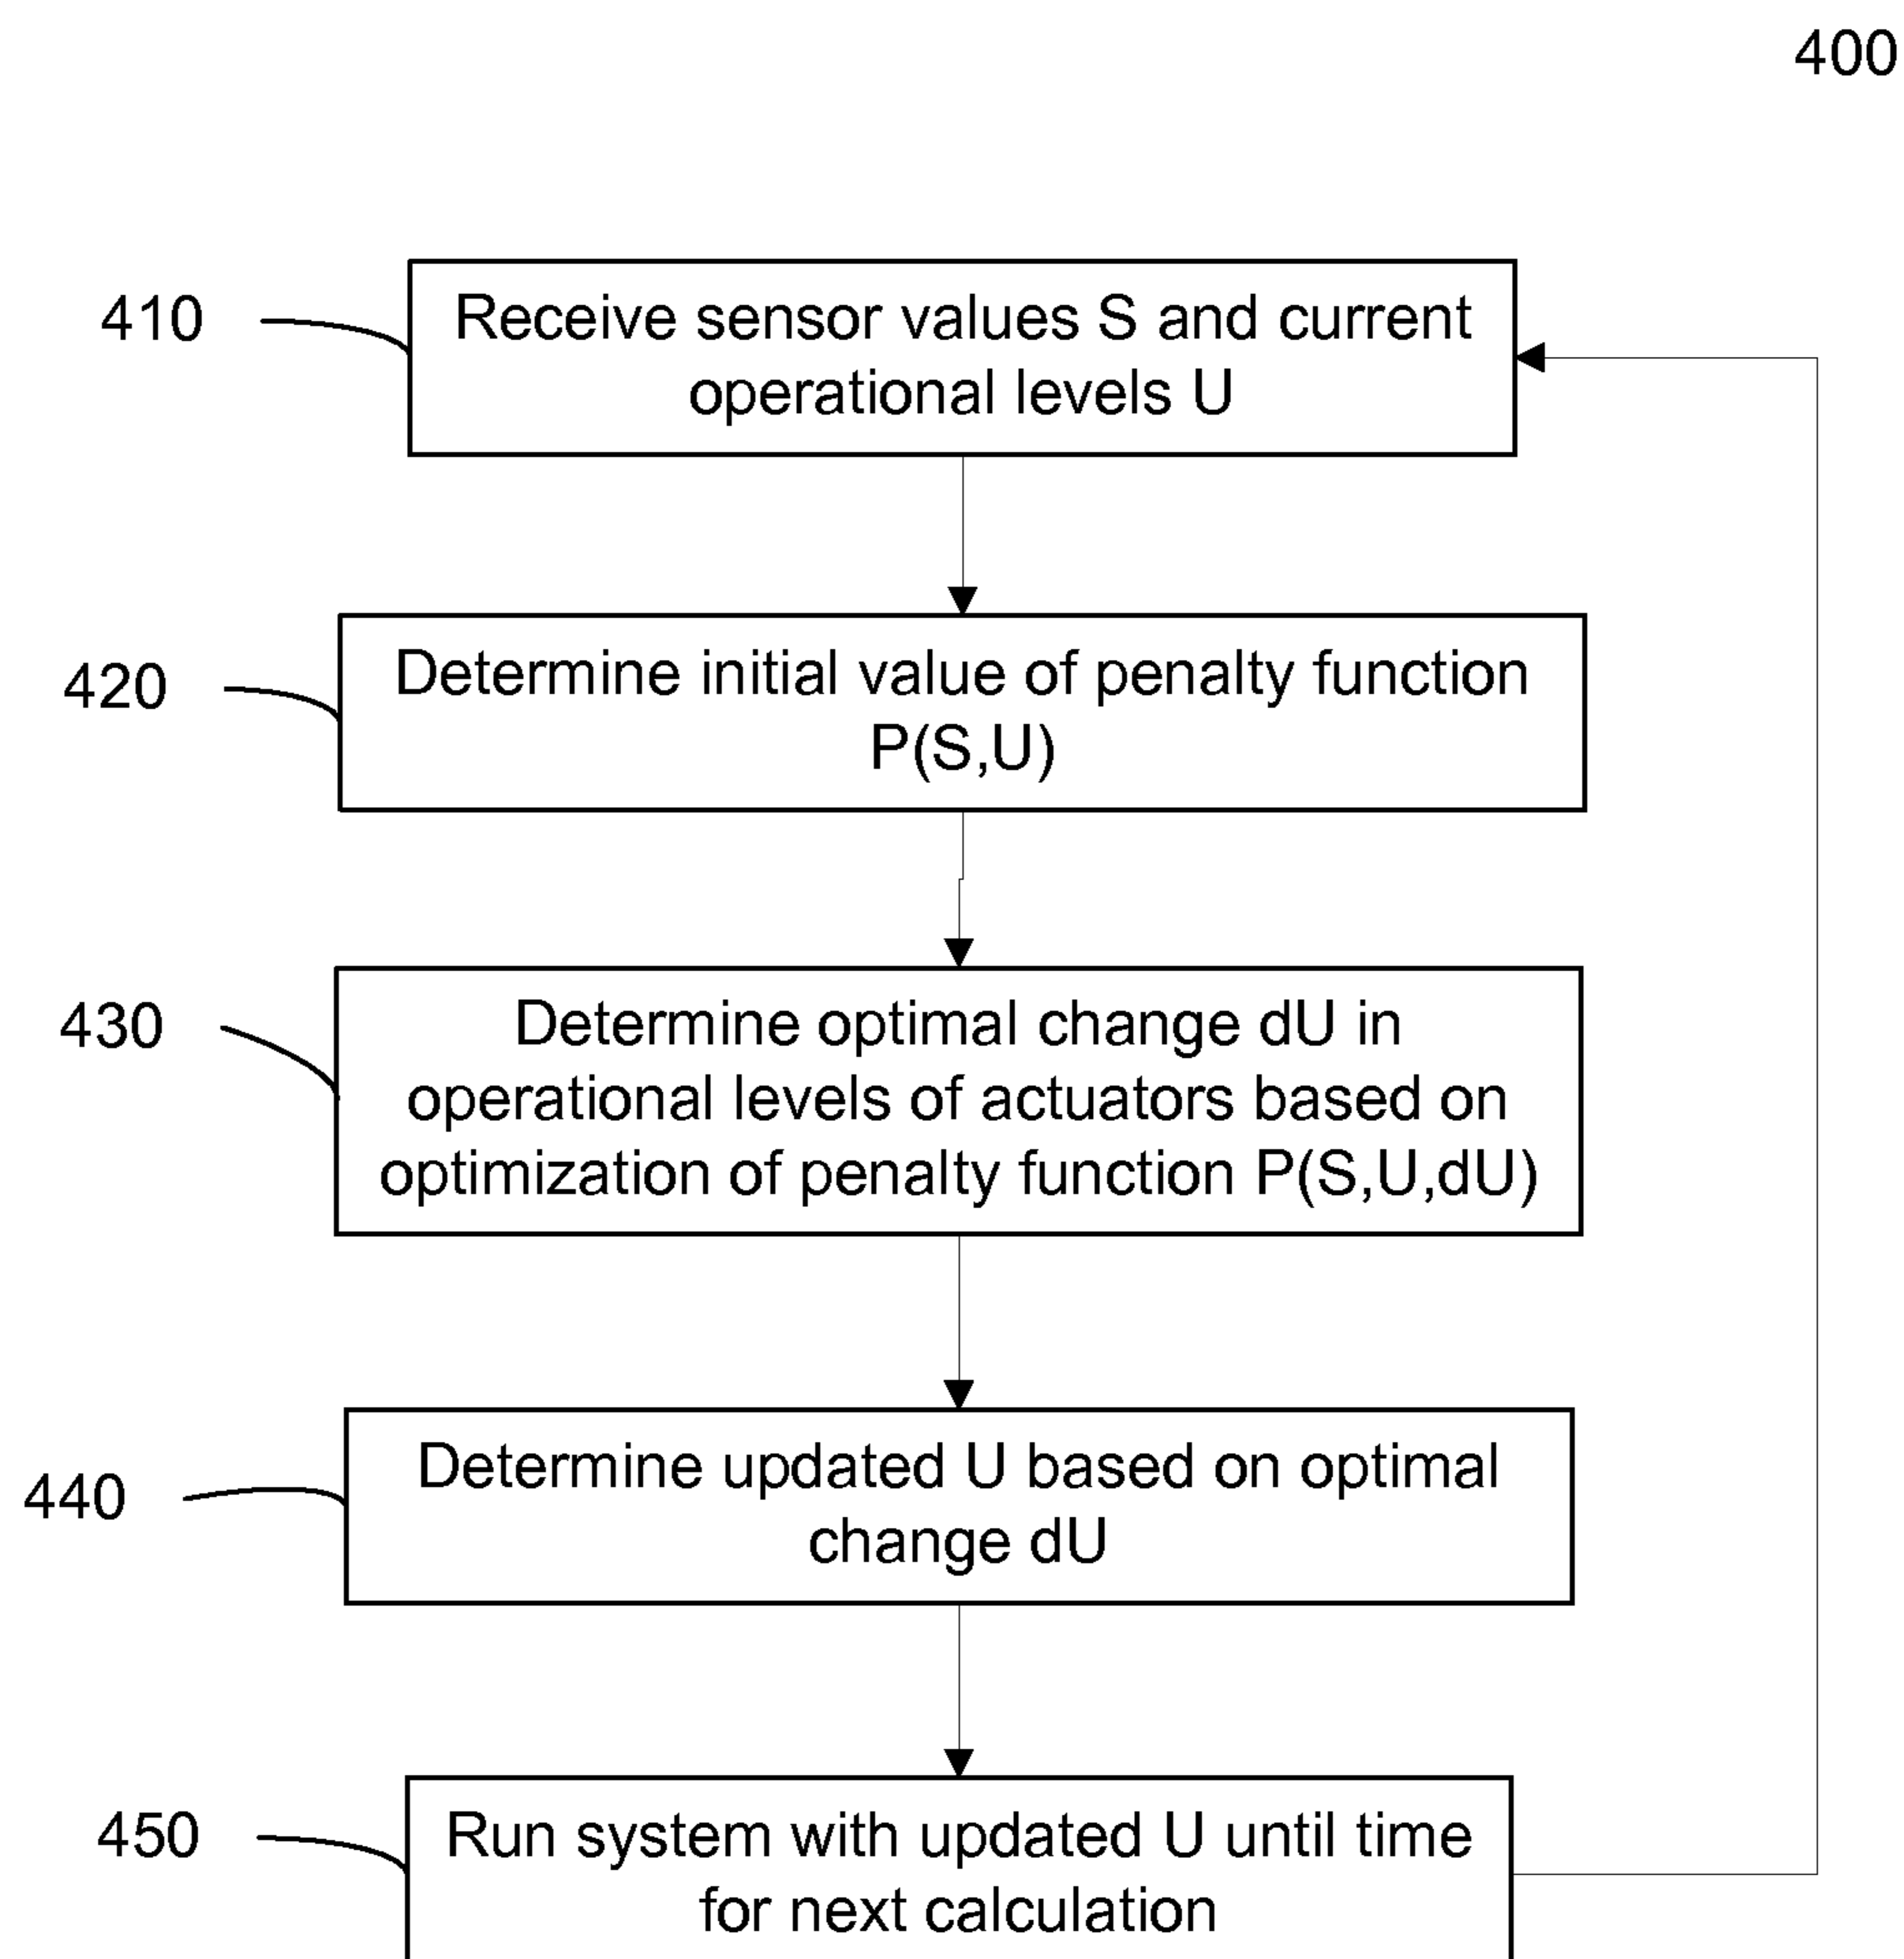 400
410
Receive sensor values S and current
operational levels U
420
Determine initial value of penalty function
P(S,U)
430
Determine optimal change dU in
operational levels of actuators based on
optimization of penalty function P(S,U,dU)
440
Determine updated U based on optimal
change dU
450
Run system with updated U until time
for next calculation